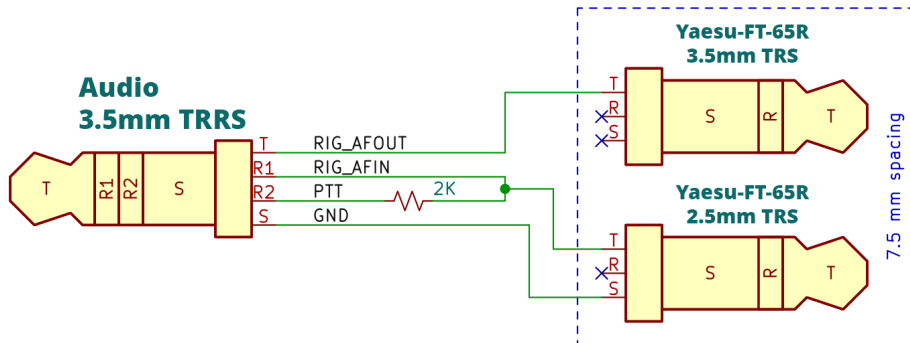 Audio
3.5mm TRRS
T
R1
R2
S
T
R1
R2
S
RIG_AFOUT
RIG_AFIN
PTT
2K
GND
Yaesu-FT-65R
3.5mm TRS
T
R
S
S
R
T
Yaesu-FT-65R
2.5mm TRS
T
R
S
S
R
T
7.5 mm spacing